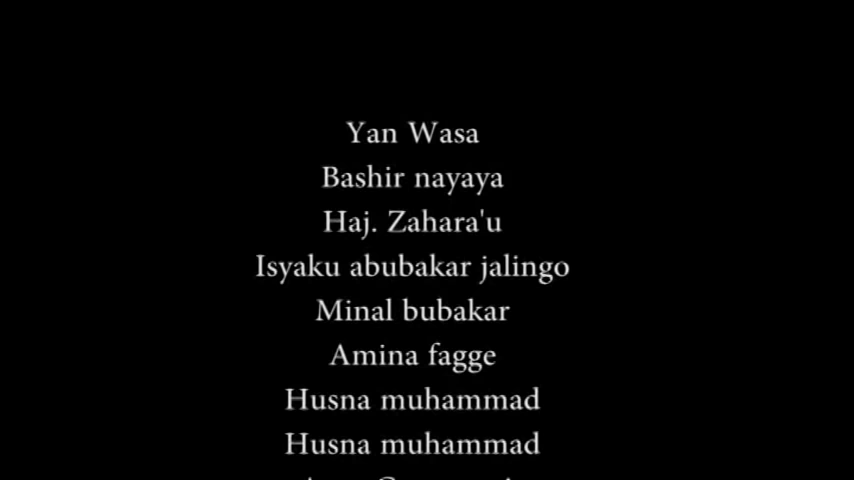 Yan Wasa
Bashir nayaya
Haj. Zahara'u
Isyaku abubakar jalingo
Minal bubakar
Amina fagge
Husna muhammad
Husna muhammad